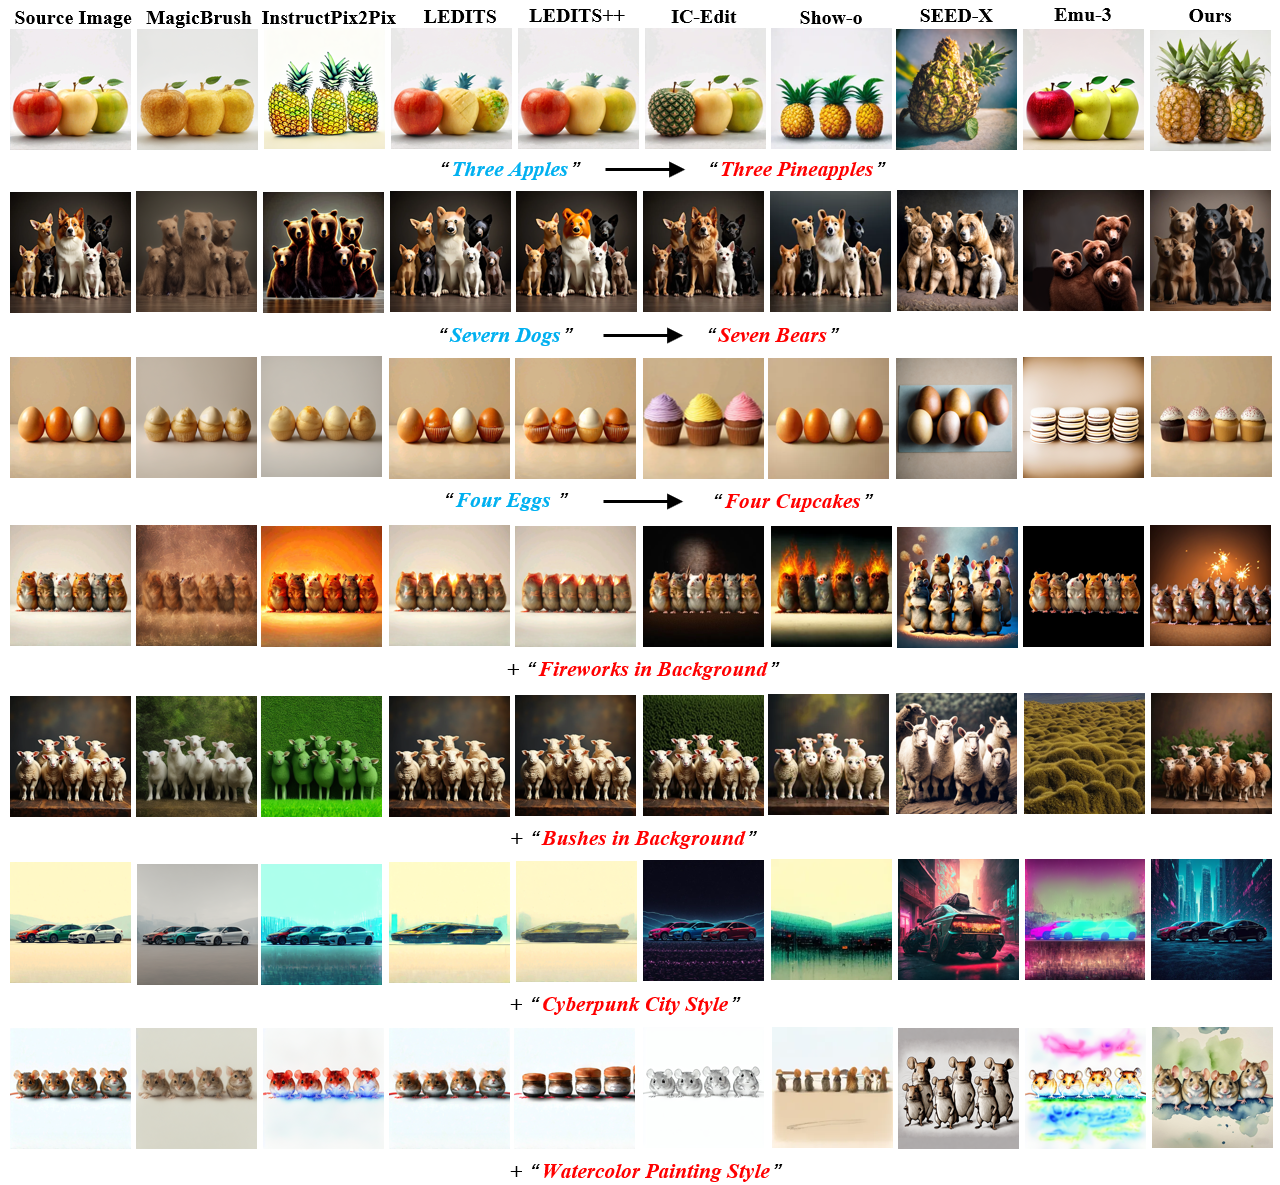 Source Image MagicBrush InstructPix2Pix LEDITS LEDITS++ IC-Edit Show-o SEED-X Emu-3 Ours
“Three Apples” “Three Pineapples”
“Severn Dogs” “Seven Bears”
“Four Eggs” “Four Cupcakes”
+ “Fireworks in Background”
+ “Bushes in Background”
+ “Cyberpunk City Style”
+ “Watercolor Painting Style”